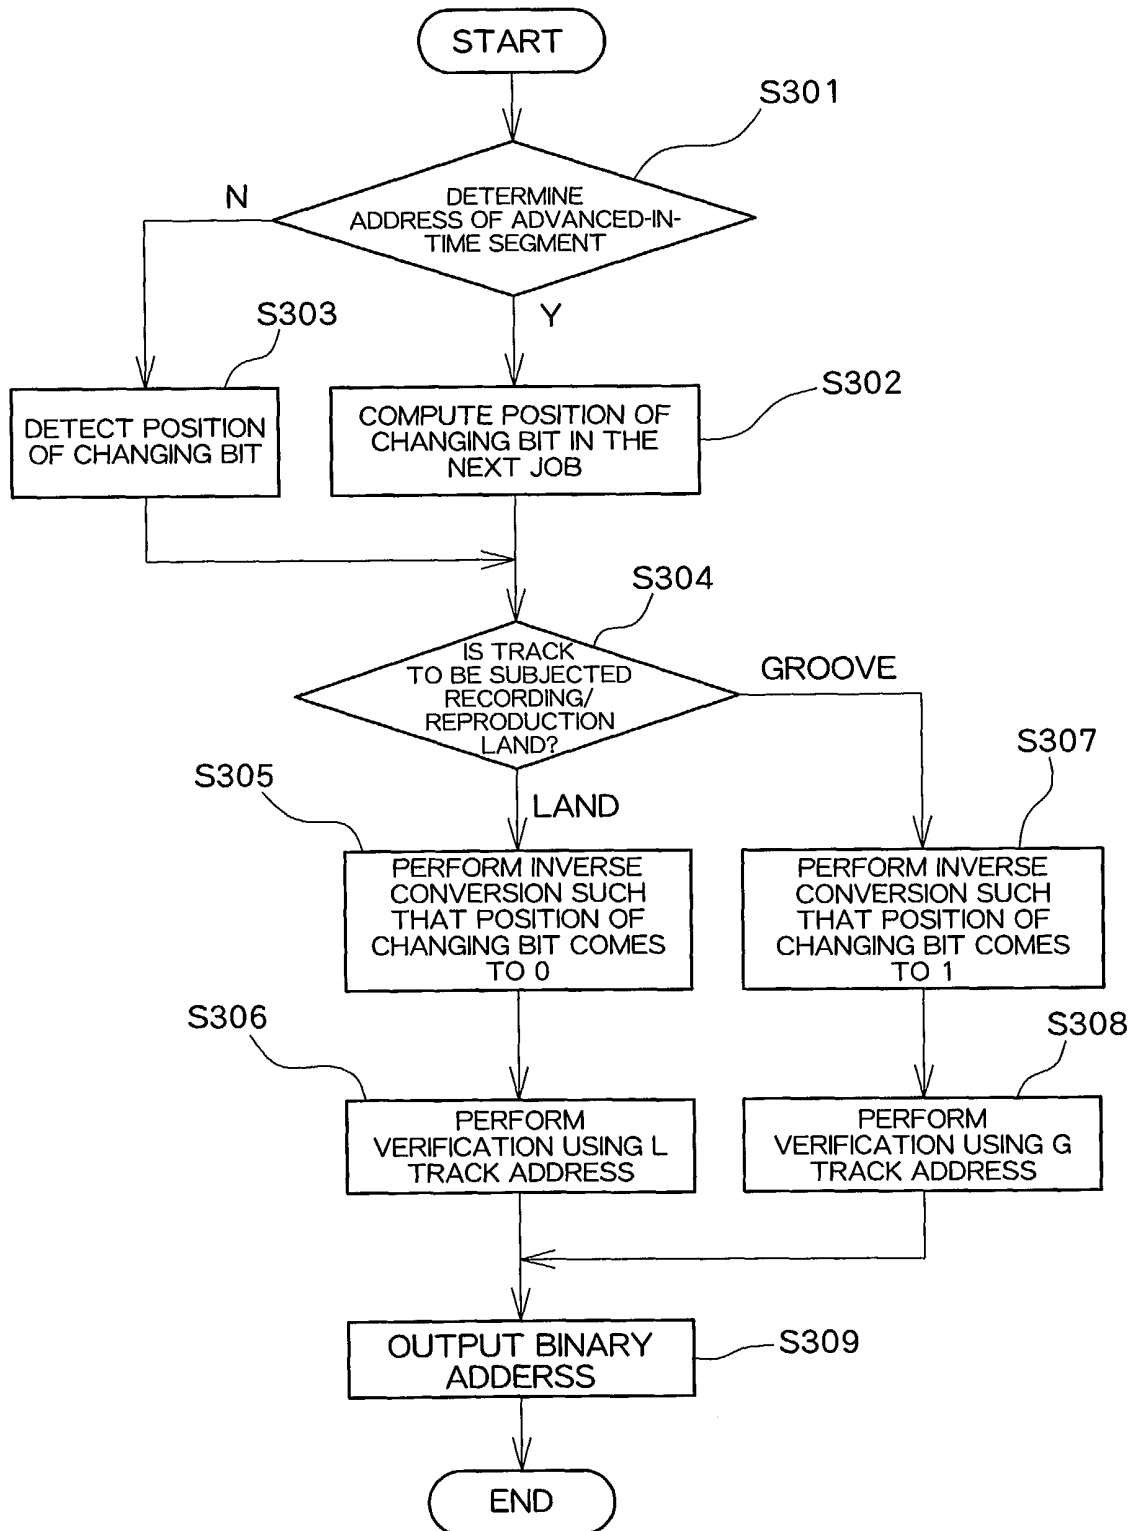 START
S301
DETERMINE
ADDRESS OF ADVANCED-IN-
TIME SEGMENT
N
Y
S303
DETECT POSITION
OF CHANGING BIT
S302
COMPUTE POSITION OF
CHANGING BIT IN THE
NEXT JOB
S304
IS TRACK
TO BE SUBJECTED
RECORDING/
REPRODUCTION
LAND?
GROOVE
LAND
S305
PERFORM INVERSE
CONVERSION SUCH
THAT POSITION OF
CHANGING BIT COMES
TO 0
S307
PERFORM INVERSE
CONVERSION SUCH
THAT POSITION OF
CHANGING BIT COMES
TO 1
S306
PERFORM
VERIFICATION USING L
TRACK ADDRESS
S308
PERFORM
VERIFICATION USING G
TRACK ADDRESS
OUTPUT BINARY
ADDERSS
S309
END